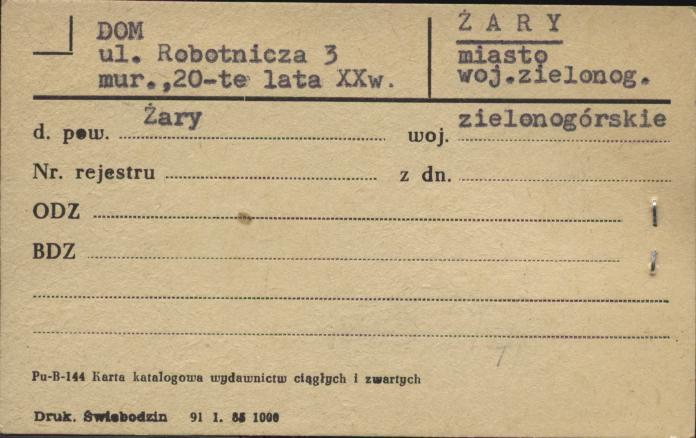 DOM
ul. Robotnicza 3
mur.,20-te lata XXw.
ŻARY
miasto
woj.zielonog.
d. pow. Żary
woj. zielonogórskie
Nr. rejestru
z dn.
ODZ
BDZ
Pu-B-144 Karta katalogowa wydawnictw ciągłych i zwartych
Druk. Świebodzin 91 I. 85 1000